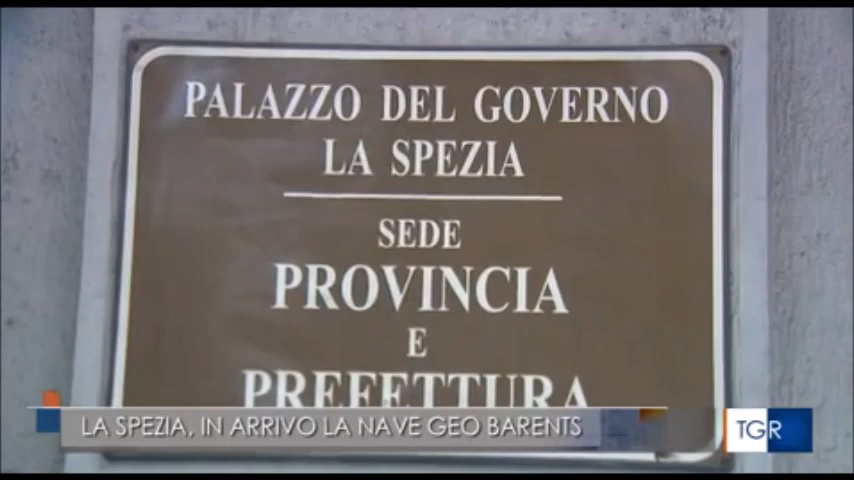 PALAZZO DEL GOVERNO
LA SPEZIA
SEDE
PROVINCIA
E
PREFETTURA
LA SPEZIA, IN ARRIVO LA NAVE GEO BARENTS
TGR